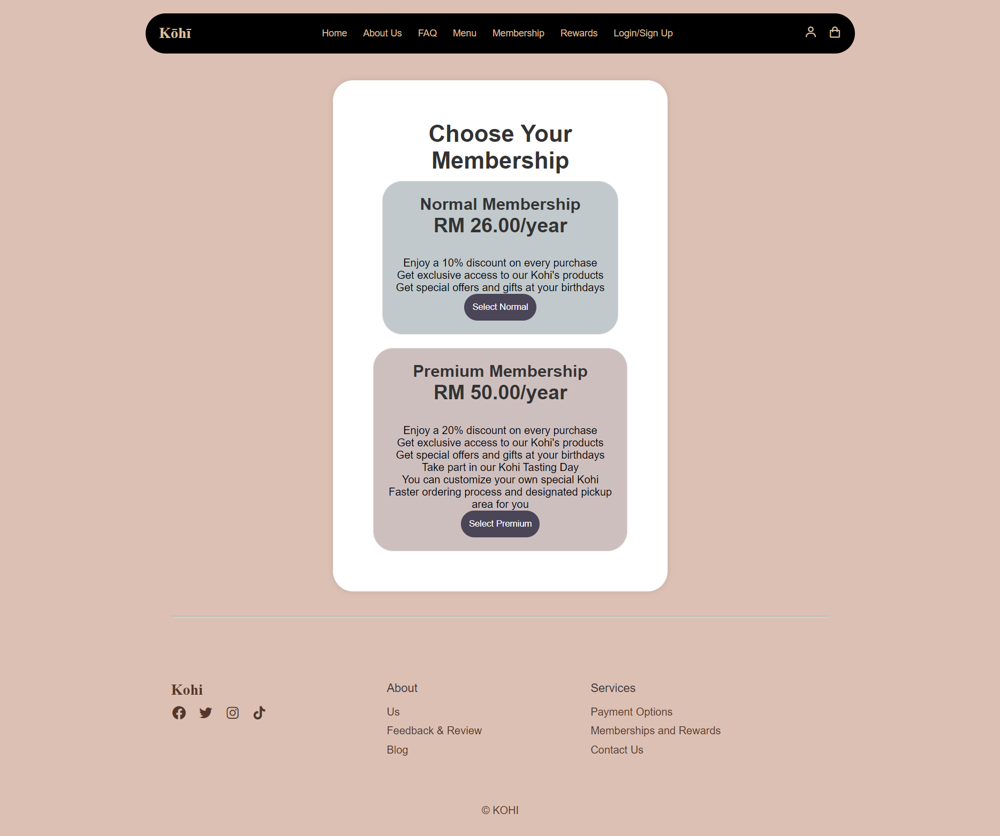 Kōhī
Home About Us FAQ Menu Membership Rewards Login/Sign Up
Choose Your
Membership
Normal Membership
RM 26.00/year
Enjoy a 10% discount on every purchase
Get exclusive access to our Kohi's products
Get special offers and gifts at your birthdays
Select Normal
Premium Membership
RM 50.00/year
Enjoy a 20% discount on every purchase
Get exclusive access to our Kohi's products
Get special offers and gifts at your birthdays
Take part in our Kohi Tasting Day
You can customize your own special Kohi
Faster ordering process and designated pickup
area for you
Select Premium
Kohi
About
Us
Feedback & Review
Blog
Services
Payment Options
Memberships and Rewards
Contact Us
© KOHI